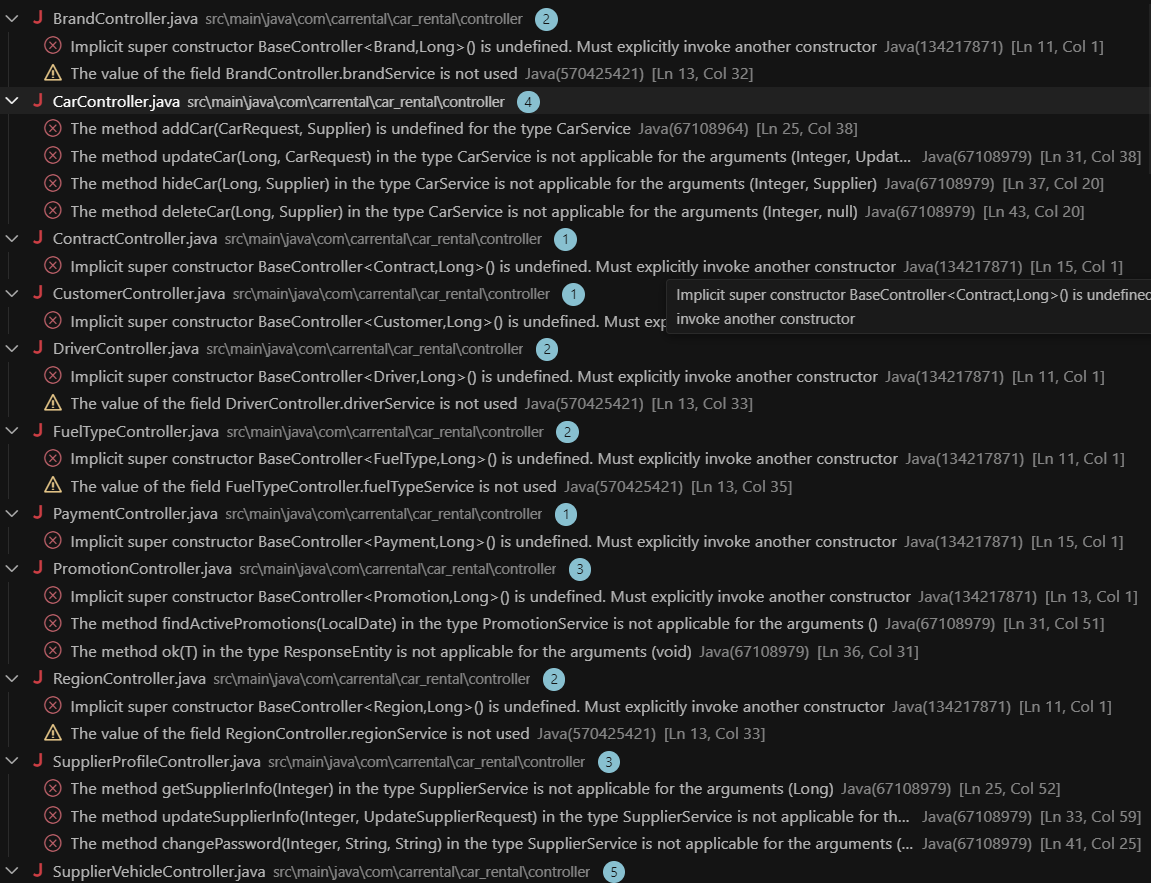 BrandController.java src\main\java\com\carrental\car_rental\controller 2
Implicit super constructor BaseController<Brand,Long>() is undefined. Must explicitly invoke another constructor Java(134217871) [Ln 11, Col 1]
The value of the field BrandController.brandService is not used Java(570425421) [Ln 13, Col 32]
CarController.java src\main\java\com\carrental\car_rental\controller 4
The method addCar(CarRequest, Supplier) is undefined for the type CarService Java(67108964) [Ln 25, Col 38]
The method updateCar(Long, CarRequest) in the type CarService is not applicable for the arguments (Integer, Updat... Java(67108979) [Ln 31, Col 38]
The method hideCar(Long, Supplier) in the type CarService is not applicable for the arguments (Integer, Supplier) Java(67108979) [Ln 37, Col 20]
The method deleteCar(Long, Supplier) in the type CarService is not applicable for the arguments (Integer, null) Java(67108979) [Ln 43, Col 20]
ContractController.java src\main\java\com\carrental\car_rental\controller 1
Implicit super constructor BaseController<Contract,Long>() is undefined. Must explicitly invoke another constructor Java(134217871) [Ln 15, Col 1]
CustomerController.java src\main\java\com\carrental\car_rental\controller 1
Implicit super constructor BaseController<Contract,Long>() is undefined
invoke another constructor
Implicit super constructor BaseController<Customer,Long>() is undefined. Must exp
DriverController.java src\main\java\com\carrental\car_rental\controller 2
Implicit super constructor BaseController<Driver,Long>() is undefined. Must explicitly invoke another constructor Java(134217871) [Ln 11, Col 1]
The value of the field DriverController.driverService is not used Java(570425421) [Ln 13, Col 33]
FuelTypeController.java src\main\java\com\carrental\car_rental\controller 2
Implicit super constructor BaseController<FuelType,Long>() is undefined. Must explicitly invoke another constructor Java(134217871) [Ln 11, Col 1]
The value of the field FuelTypeController.fuelTypeService is not used Java(570425421) [Ln 13, Col 35]
PaymentController.java src\main\java\com\carrental\car_rental\controller 1
Implicit super constructor BaseController<Payment,Long>() is undefined. Must explicitly invoke another constructor Java(134217871) [Ln 15, Col 1]
PromotionController.java src\main\java\com\carrental\car_rental\controller 3
Implicit super constructor BaseController<Promotion,Long>() is undefined. Must explicitly invoke another constructor Java(134217871) [Ln 13, Col 1]
The method findActivePromotions(LocalDate) in the type PromotionService is not applicable for the arguments () Java(67108979) [Ln 31, Col 51]
The method ok(T) in the type ResponseEntity is not applicable for the arguments (void) Java(67108979) [Ln 36, Col 31]
RegionController.java src\main\java\com\carrental\car_rental\controller 2
Implicit super constructor BaseController<Region,Long>() is undefined. Must explicitly invoke another constructor Java(134217871) [Ln 11, Col 1]
The value of the field RegionController.regionService is not used Java(570425421) [Ln 13, Col 33]
SupplierProfileController.java src\main\java\com\carrental\car_rental\controller 3
The method getSupplierInfo(Integer) in the type SupplierService is not applicable for the arguments (Long) Java(67108979) [Ln 25, Col 52]
The method updateSupplierInfo(Integer, UpdateSupplierRequest) in the type SupplierService is not applicable for th... Java(67108979) [Ln 33, Col 59]
The method changePassword(Integer, String, String) in the type SupplierService is not applicable for the arguments (... Java(67108979) [Ln 41, Col 25]
SupplierVehicleController.java src\main\java\com\carrental\car_rental\controller 5